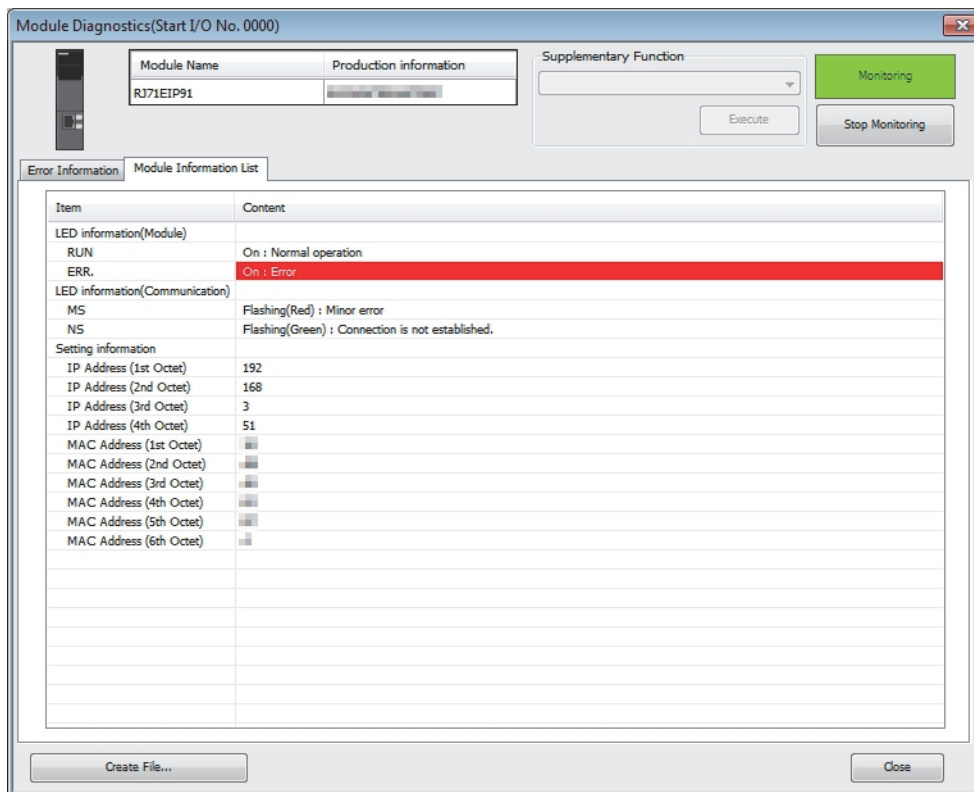 Module Diagnostics(Start I/O No. 0000)
Module Name Production information
RJ71EIP91
Supplementary Function
Execute
Monitoring
Stop Monitoring
Error Information Module Information List
Item Content
LED information(Module)
RUN On : Normal operation
ERR. On : Error
LED information(Communication)
MS Flashing(Red) : Minor error
NS Flashing(Green) : Connection is not established.
Setting information
IP Address (1st Octet) 192
IP Address (2nd Octet) 168
IP Address (3rd Octet) 3
IP Address (4th Octet) 51
MAC Address (1st Octet)
MAC Address (2nd Octet)
MAC Address (3rd Octet)
MAC Address (4th Octet)
MAC Address (5th Octet)
MAC Address (6th Octet)
Create File... Close